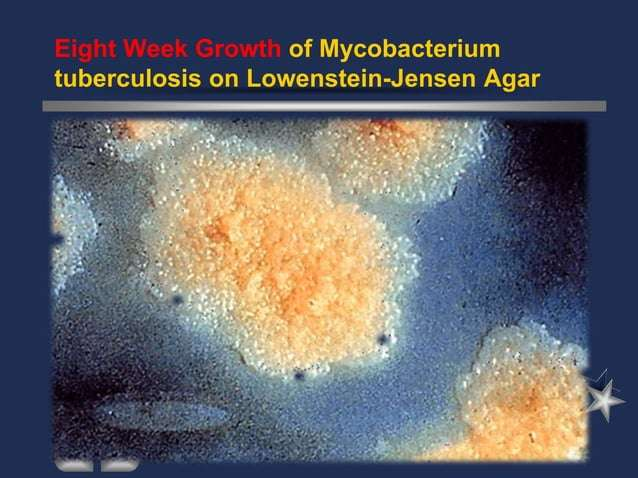 Eight Week Growth of Mycobacterium
tuberculosis on Lowenstein-Jensen Agar